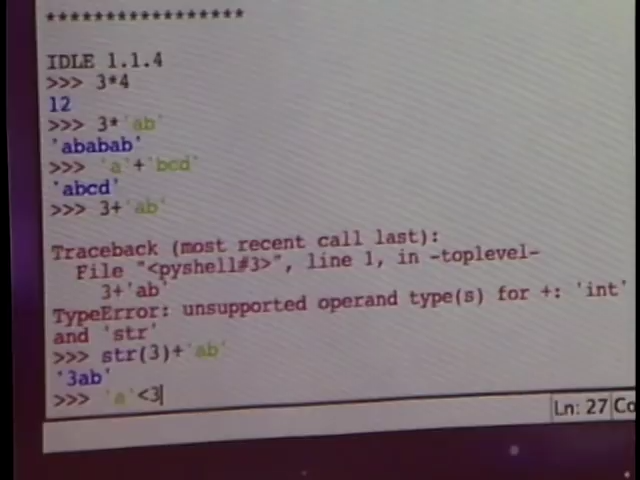 ****************
IDLE 1.1.4
>>> 3*4
12
>>> 3*'ab'
'ababab'
>>> 'a'+'bcd'
'abcd'
>>> 3+'ab'
Traceback (most recent call last):
File "<pyshell#3>", line 1, in -toplevel-
3+'ab'
TypeError: unsupported operand type(s) for +: 'int'
and 'str'
>>> str(3)+'ab'
'3ab'
>>> 'a'<3
Ln: 27 Co